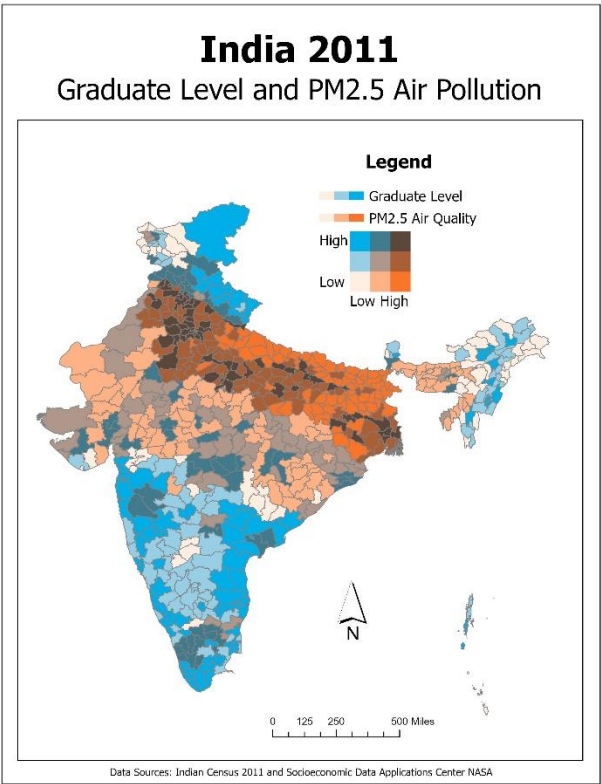 India 2011
Graduate Level and PM2.5 Air Pollution
Legend
Graduate Level
PM2.5 Air Quality
High
Low
Low High
N
0 125 250 500 Miles
Data Sources: Indian Census 2011 and Socioeconomic Data Applications Center NASA